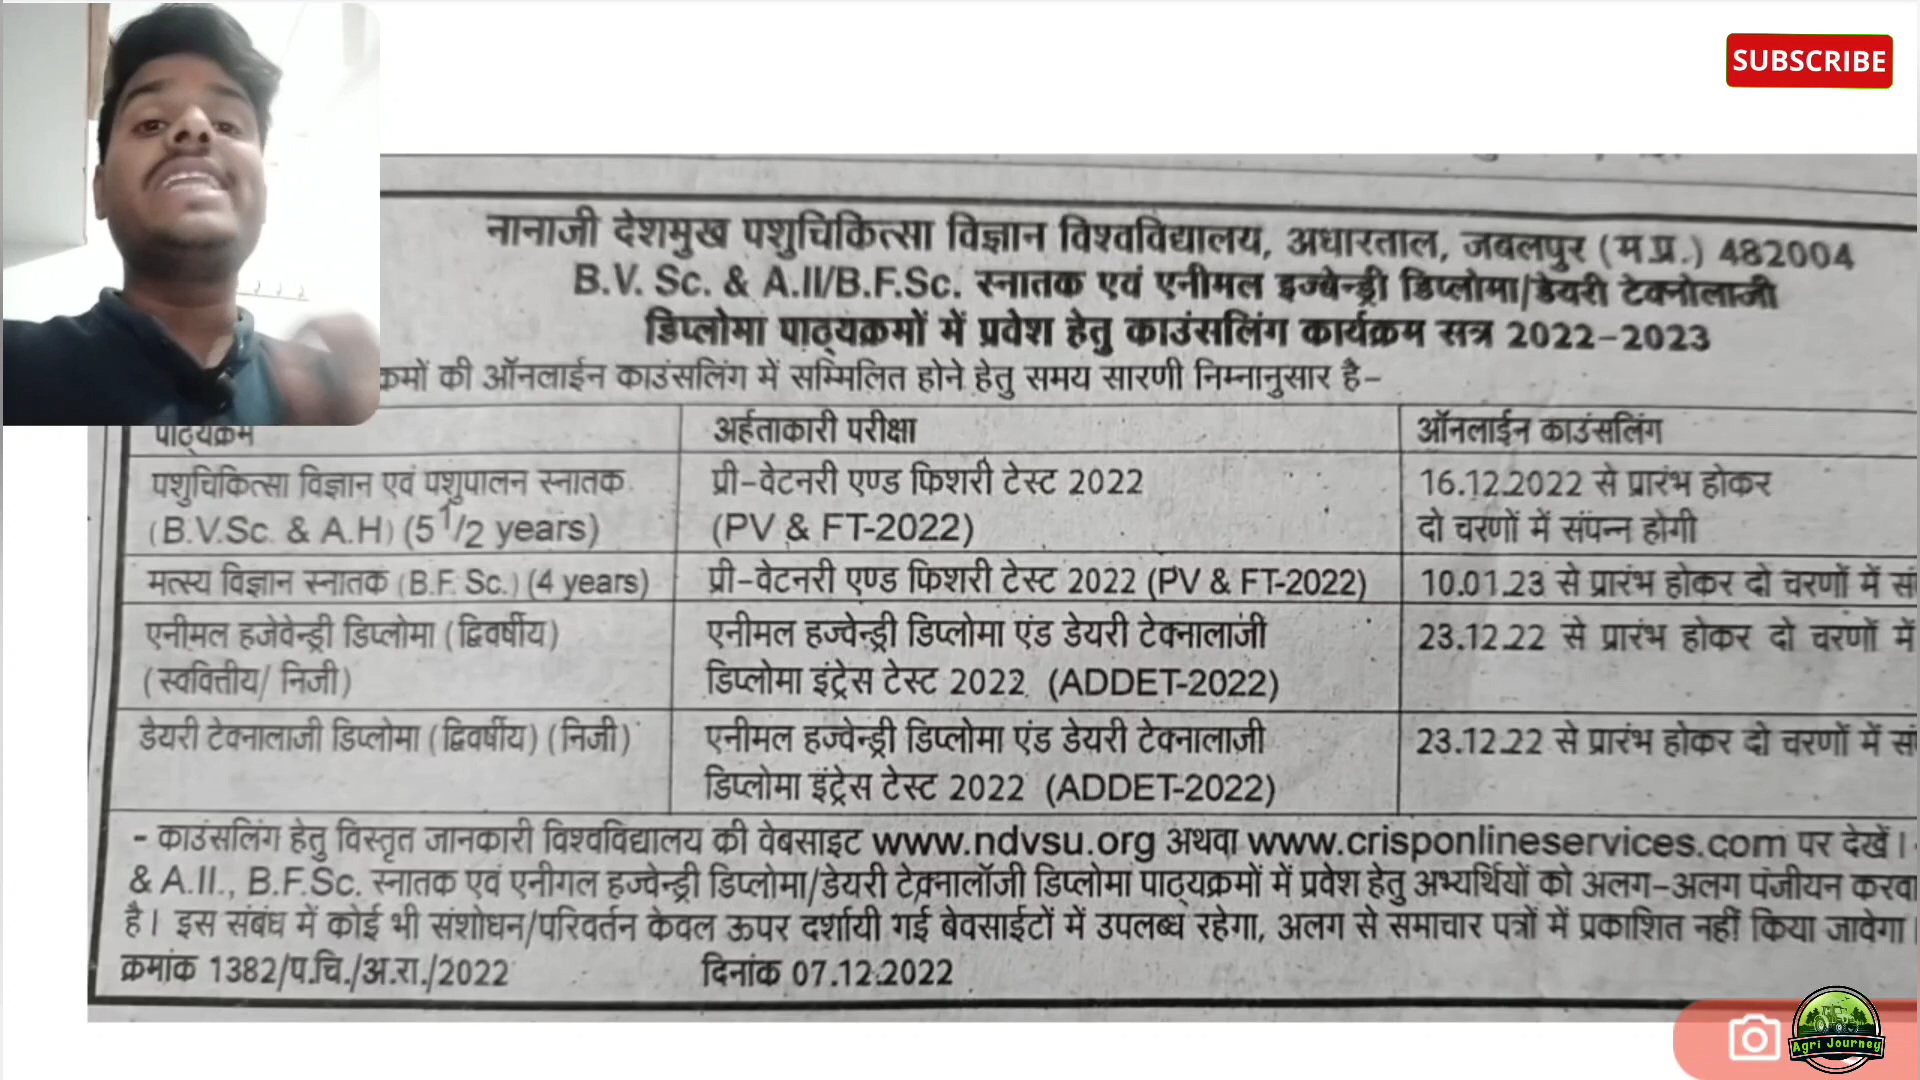 SUBSCRIBE
नानाजी देशमुख पशुचिकित्सा विज्ञान विश्वविद्यालय, अधारताल, जबलपुर (म.प्र.) 482004
B.V. Sc. & A.II/B.F.Sc. स्नातक एवं एनीमल इज्वेन्ड्री डिप्लोमा/डेयरी टेक्नोलाजी
डिप्लोमा पाठ्यक्रमों में प्रवेश हेतु काउंसलिंग कार्यक्रम सत्र 2022-2023
क्रमों की ऑनलाईन काउंसलिंग में सम्मिलित होने हेतु समय सारणी निम्नानुसार है-
पाठ्यक्रम अर्हताकारी परीक्षा ऑनलाईन काउंसलिंग
पशुचिकित्सा विज्ञान एवं पशुपालन स्नातक प्री-वेटनरी एण्ड फिशरी टेस्ट 2022 16.12.2022 से प्रारंभ होकर
(B.V.Sc. & A.H) (5 1/2 years) (PV & FT-2022) दो चरणों में संपन्न होगी
मत्स्य विज्ञान स्नातक (B.F. Sc.) (4 years) प्री-वेटनरी एण्ड फिशरी टेस्ट 2022 (PV & FT-2022) 10.01.23 से प्रारंभ होकर दो चरणों में
एनीमल हजेवेन्ड्री डिप्लोमा (द्विवर्षीय) एनीमल हज्वेन्ड्री डिप्लोमा एंड डेयरी टेक्नालांजी 23.12.22 से प्रारंभ होकर दो चरणों में
(स्ववित्तीय/ निजी) डिप्लोमा इंट्रेस टेस्ट 2022 (ADDET-2022)
डेयरी टेक्नालाजी डिप्लोमा (द्विवर्षीय) (निजी) एनीमल हज्वेन्ड्री डिप्लोमा एंड डेयरी टेक्नालाजी 23.12.22 से प्रारंभ होकर दो चरणों में
डिप्लोमा इंट्रेस टेस्ट 2022 (ADDET-2022)
- काउंसलिंग हेतु विस्तृत जानकारी विश्वविद्यालय की वेबसाइट www.ndvsu.org अथवा www.crisponlineservices.com पर देखें।
& A.II., B.F.Sc. स्नातक एवं एनीगल हज्वेन्ड्री डिप्लोमा/डेयरी टेक्नालॉजी डिप्लोमा पाठ्यक्रमों में प्रवेश हेतु अभ्यर्थियों को अलग-अलग पंजीयन करवा
है। इस संबंध में कोई भी संशोधन/परिवर्तन केवल ऊपर दर्शायी गई बेवसाईटों में उपलब्ध रहेगा, अलग से समाचार पत्रों में प्रकाशित नहीं किया जावेगा।
क्रमांक 1382/प.चि./अ.रा./2022 दिनांक 07.12.2022
Agri Journey